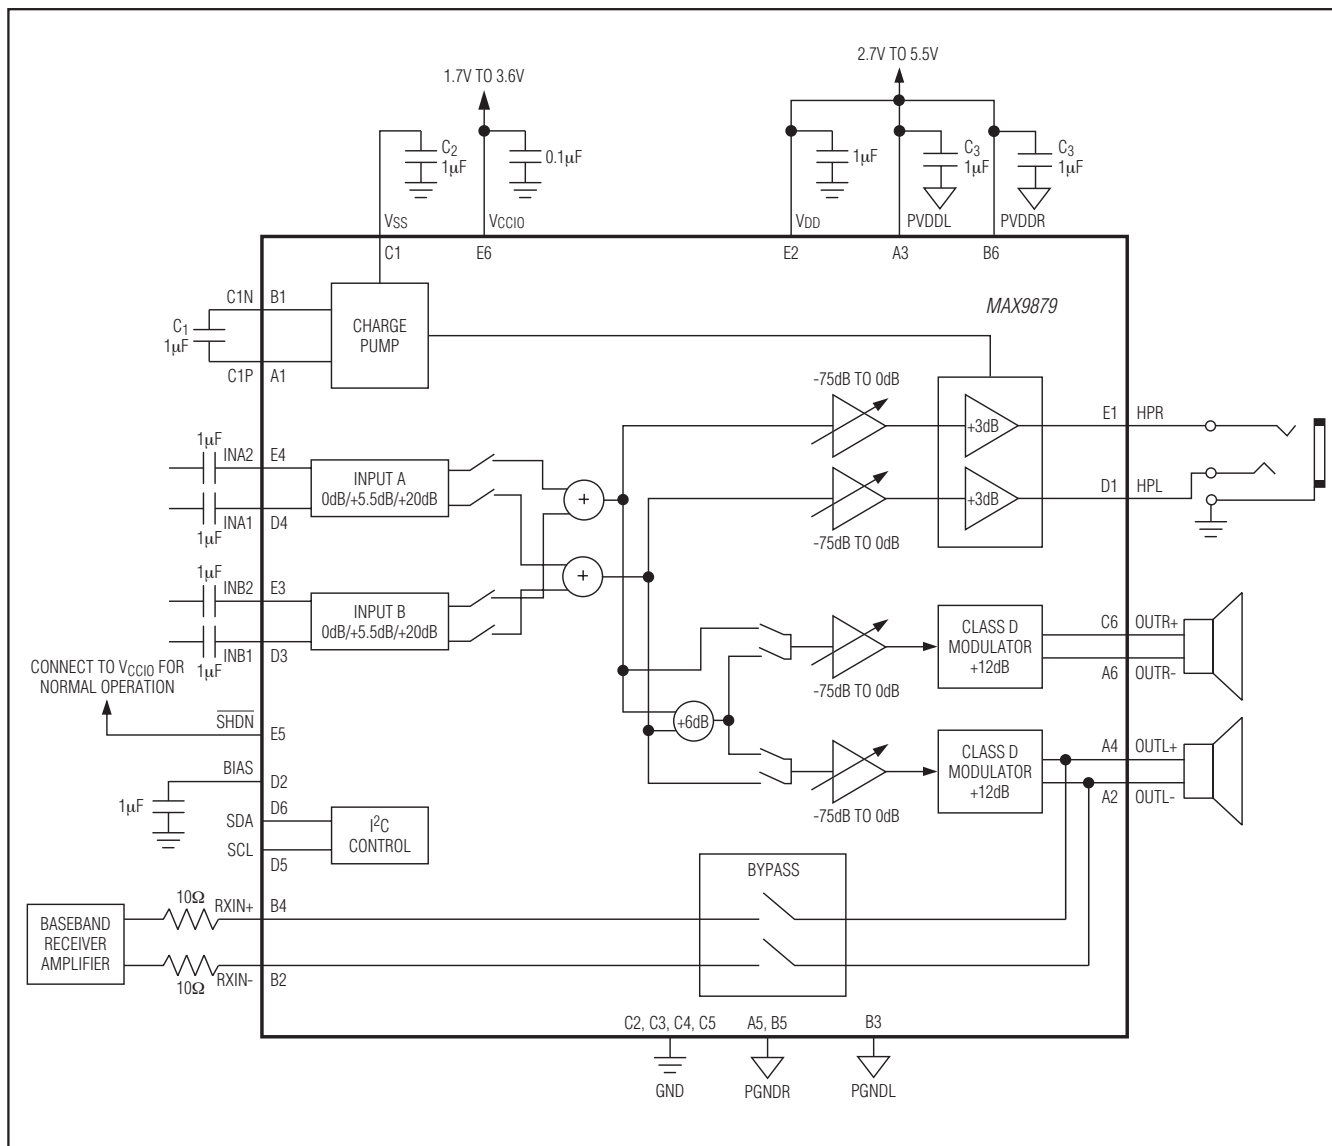 2.7V TO 5.5V
1.7V TO 3.6V
C2
1μF
0.1μF
1μF
C3
1μF
C3
1μF
VSS
VCCIO
VDD
PVDDL
PVDDR
C1
E6
E2
A3
B6
MAX9879
C1N
B1
C1
1μF
CHARGE
PUMP
C1P
A1
-75dB TO 0dB
+3dB
E1
HPR
1μF
INA2
E4
INPUT A
0dB/+5.5dB/+20dB
+
+3dB
D1
HPL
INA1
D4
1μF
-75dB TO 0dB
1μF
INB2
E3
+
INPUT B
0dB/+5.5dB/+20dB
INB1
D3
1μF
CLASS D
MODULATOR
+12dB
C6
OUTR+
A6
OUTR-
-75dB TO 0dB
CONNECT TO VCCIO FOR
NORMAL OPERATION
SHDN
E5
+6dB
BIAS
D2
1μF
CLASS D
MODULATOR
+12dB
A4
OUTL+
A2
OUTL-
-75dB TO 0dB
D6
SDA
I2C
CONTROL
SCL
D5
BYPASS
BASEBAND
RECEIVER
AMPLIFIER
10Ω
RXIN+
B4
10Ω
RXIN-
B2
C2, C3, C4, C5
A5, B5
B3
GND
PGNDR
PGNDL